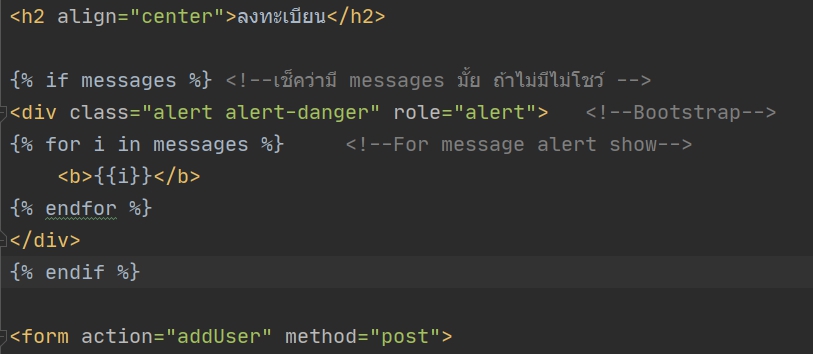 <h2 align="center">ลงทะเบียน</h2>
{% if messages %} <!--เช็คว่ามี messages มั้ย ถ้าไม่มีไม่โชว์ -->
<div class="alert alert-danger" role="alert"> <!--Bootstrap-->
{% for i in messages %} <!--For message alert show-->
<b>{{i}}</b>
{% endfor %}
</div>
{% endif %}
<form action="addUser" method="post">